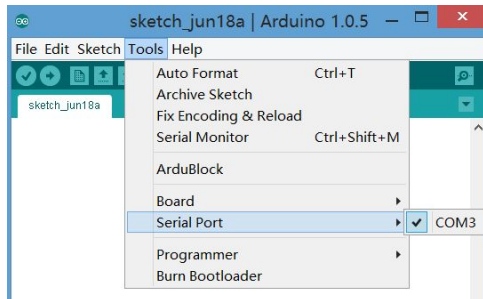 sketch_jun18a | Arduino 1.0.5
File Edit Sketch Tools Help
sketch_jun18a
Auto Format Ctrl+T
Archive Sketch
Fix Encoding & Reload
Serial Monitor Ctrl+Shift+M
ArduBlock
Board
Serial Port
COM3
Programmer
Burn Bootloader